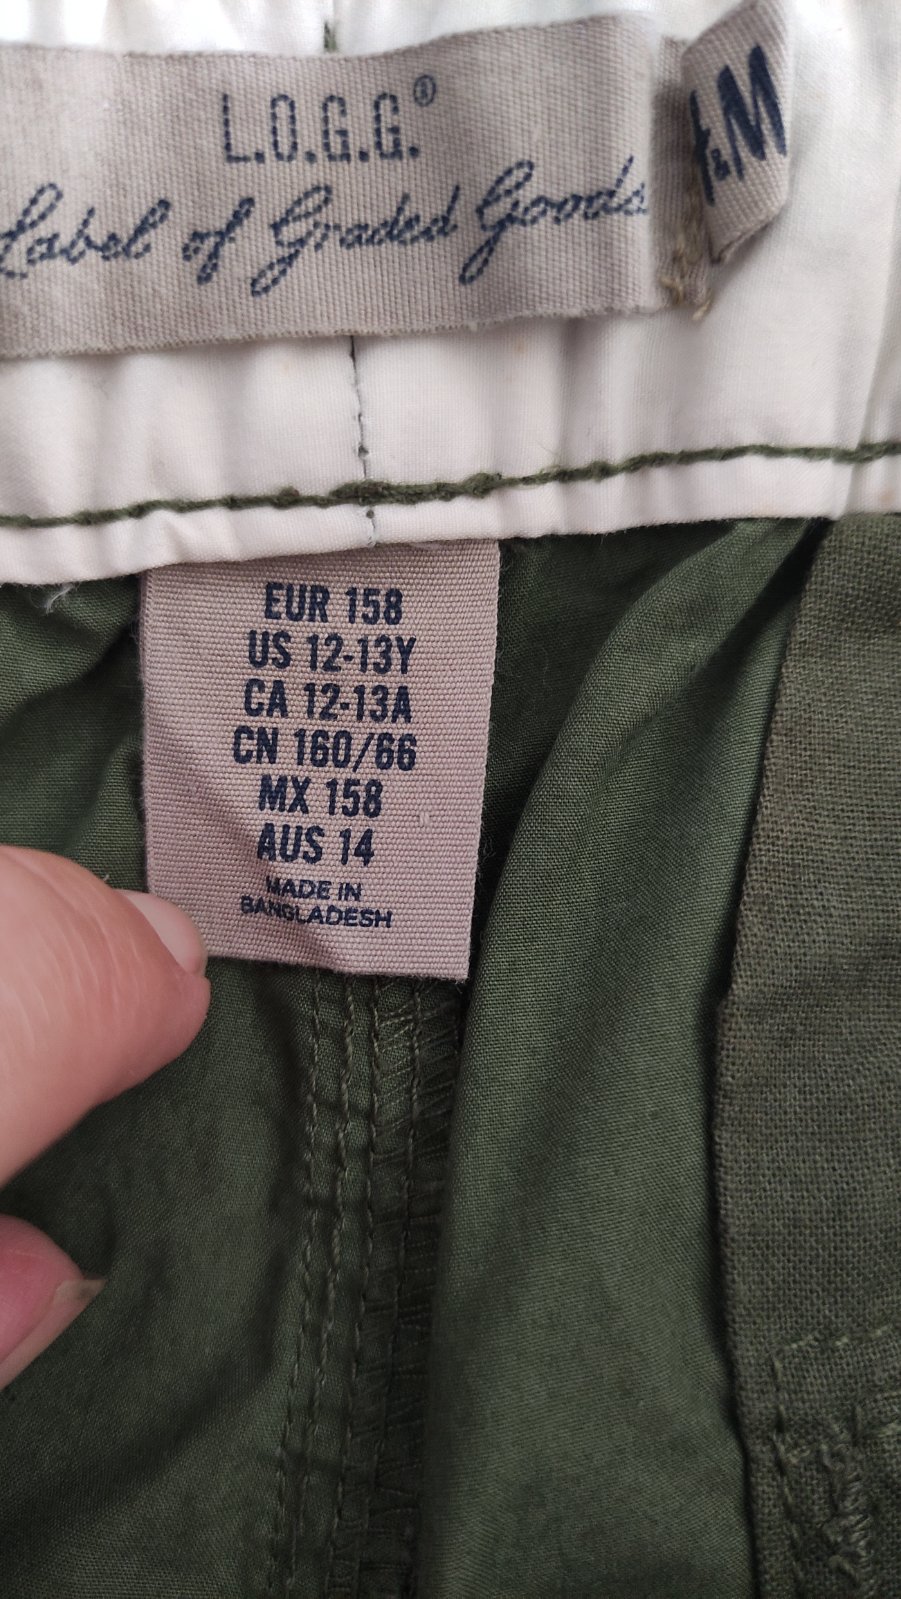 L.O.G.G.®
Label of Graded Goods
&M
EUR 158
US 12-13Y
CA 12-13A
CN 160/66
MX 158
AUS 14
MADE IN
BANGLADESH